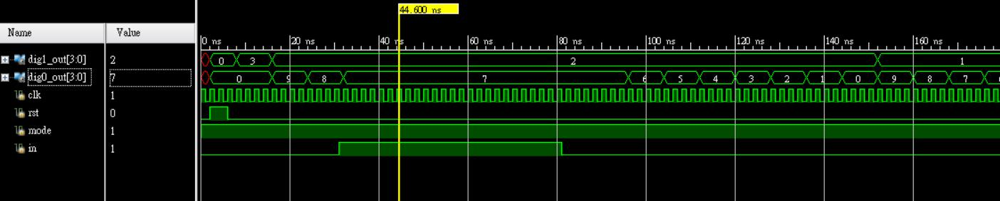 44.600 ns
Name Value
0 ns 20 ns 40 ns 60 ns 80 ns 100 ns 120 ns 140 ns 160 ns
dig1_out[3:0] 2 0 3 2 1
dig0_out[3:0] 7 0 9 8 7 6 5 4 3 2 1 0 9 8 7
clk 1
rst 0
mode 1
in 1